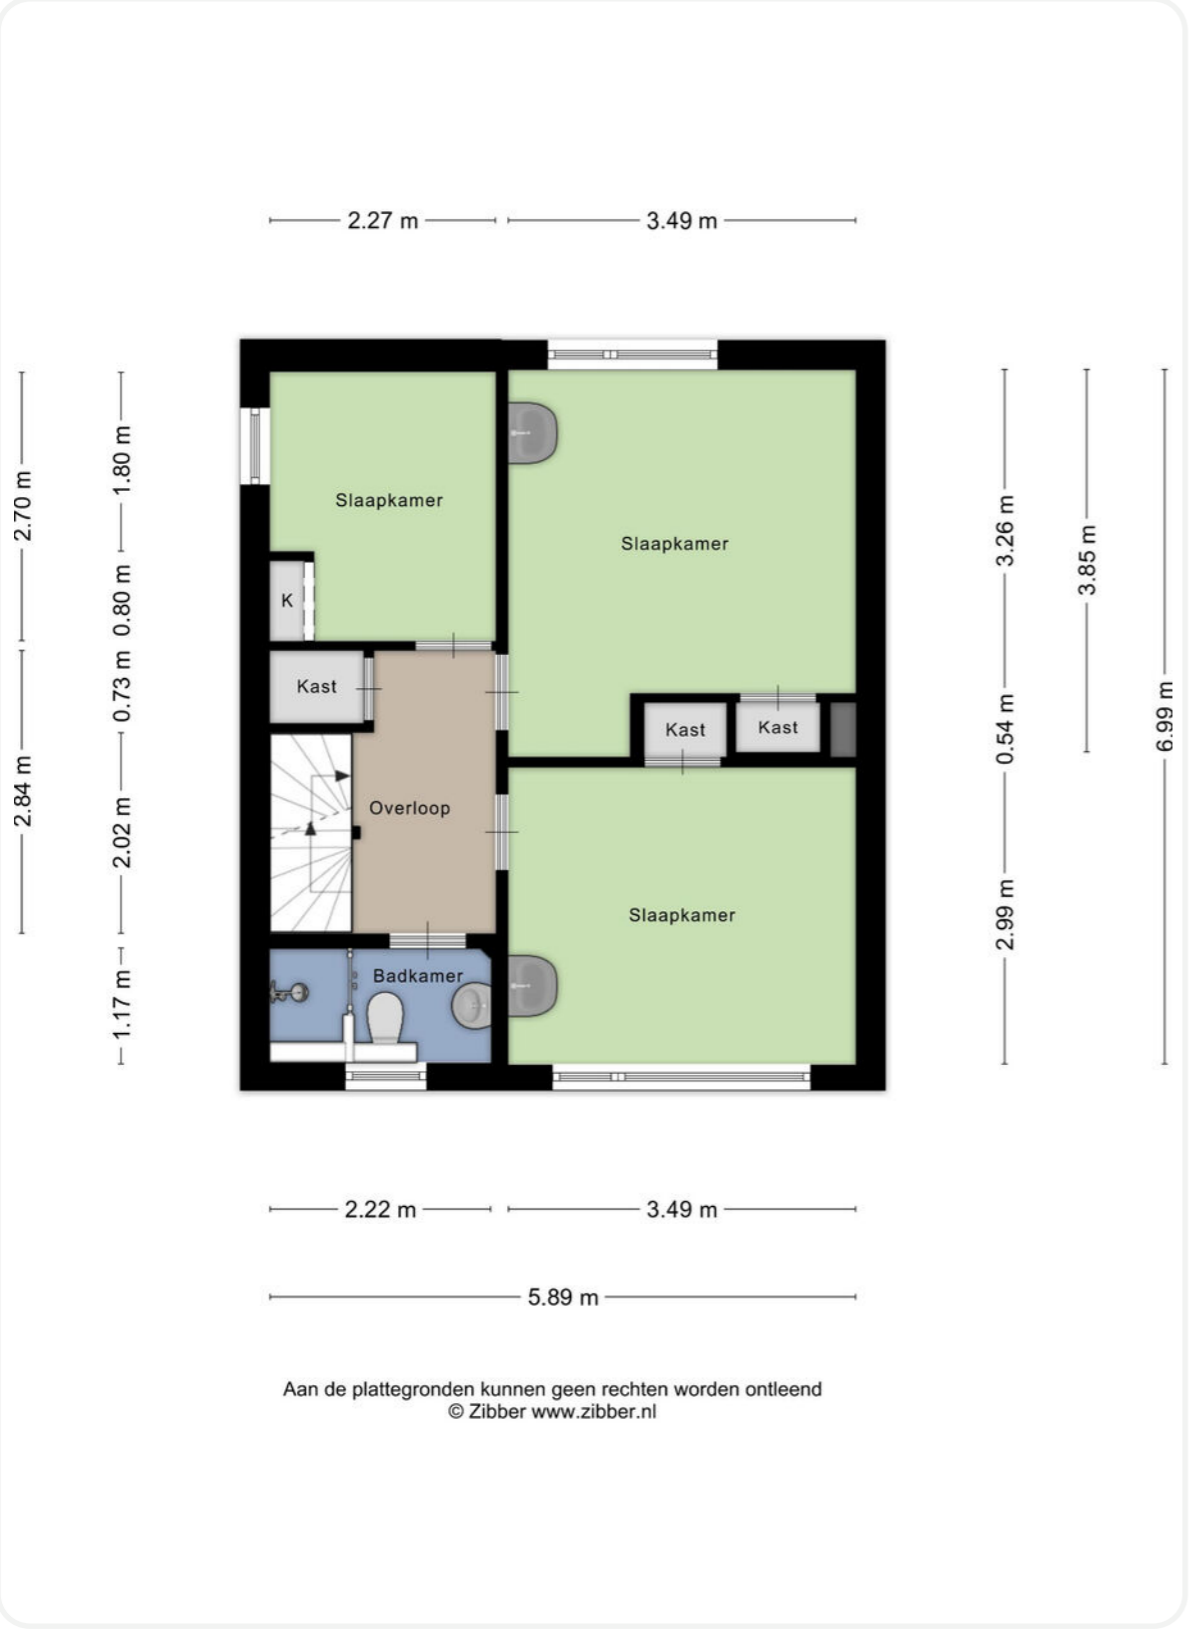 2.27 m
3.49 m
2.70 m
1.80 m
Slaapkamer
Slaapkamer
3.26 m
3.85 m
0.80 m
K
0.73 m
Kast
Kast
Kast
0.54 m
6.99 m
2.84 m
2.02 m
Overloop
Slaapkamer
2.99 m
1.17 m
Badkamer
2.22 m
3.49 m
5.89 m
Aan de plattegronden kunnen geen rechten worden ontleend
© Zibber www.zibber.nl